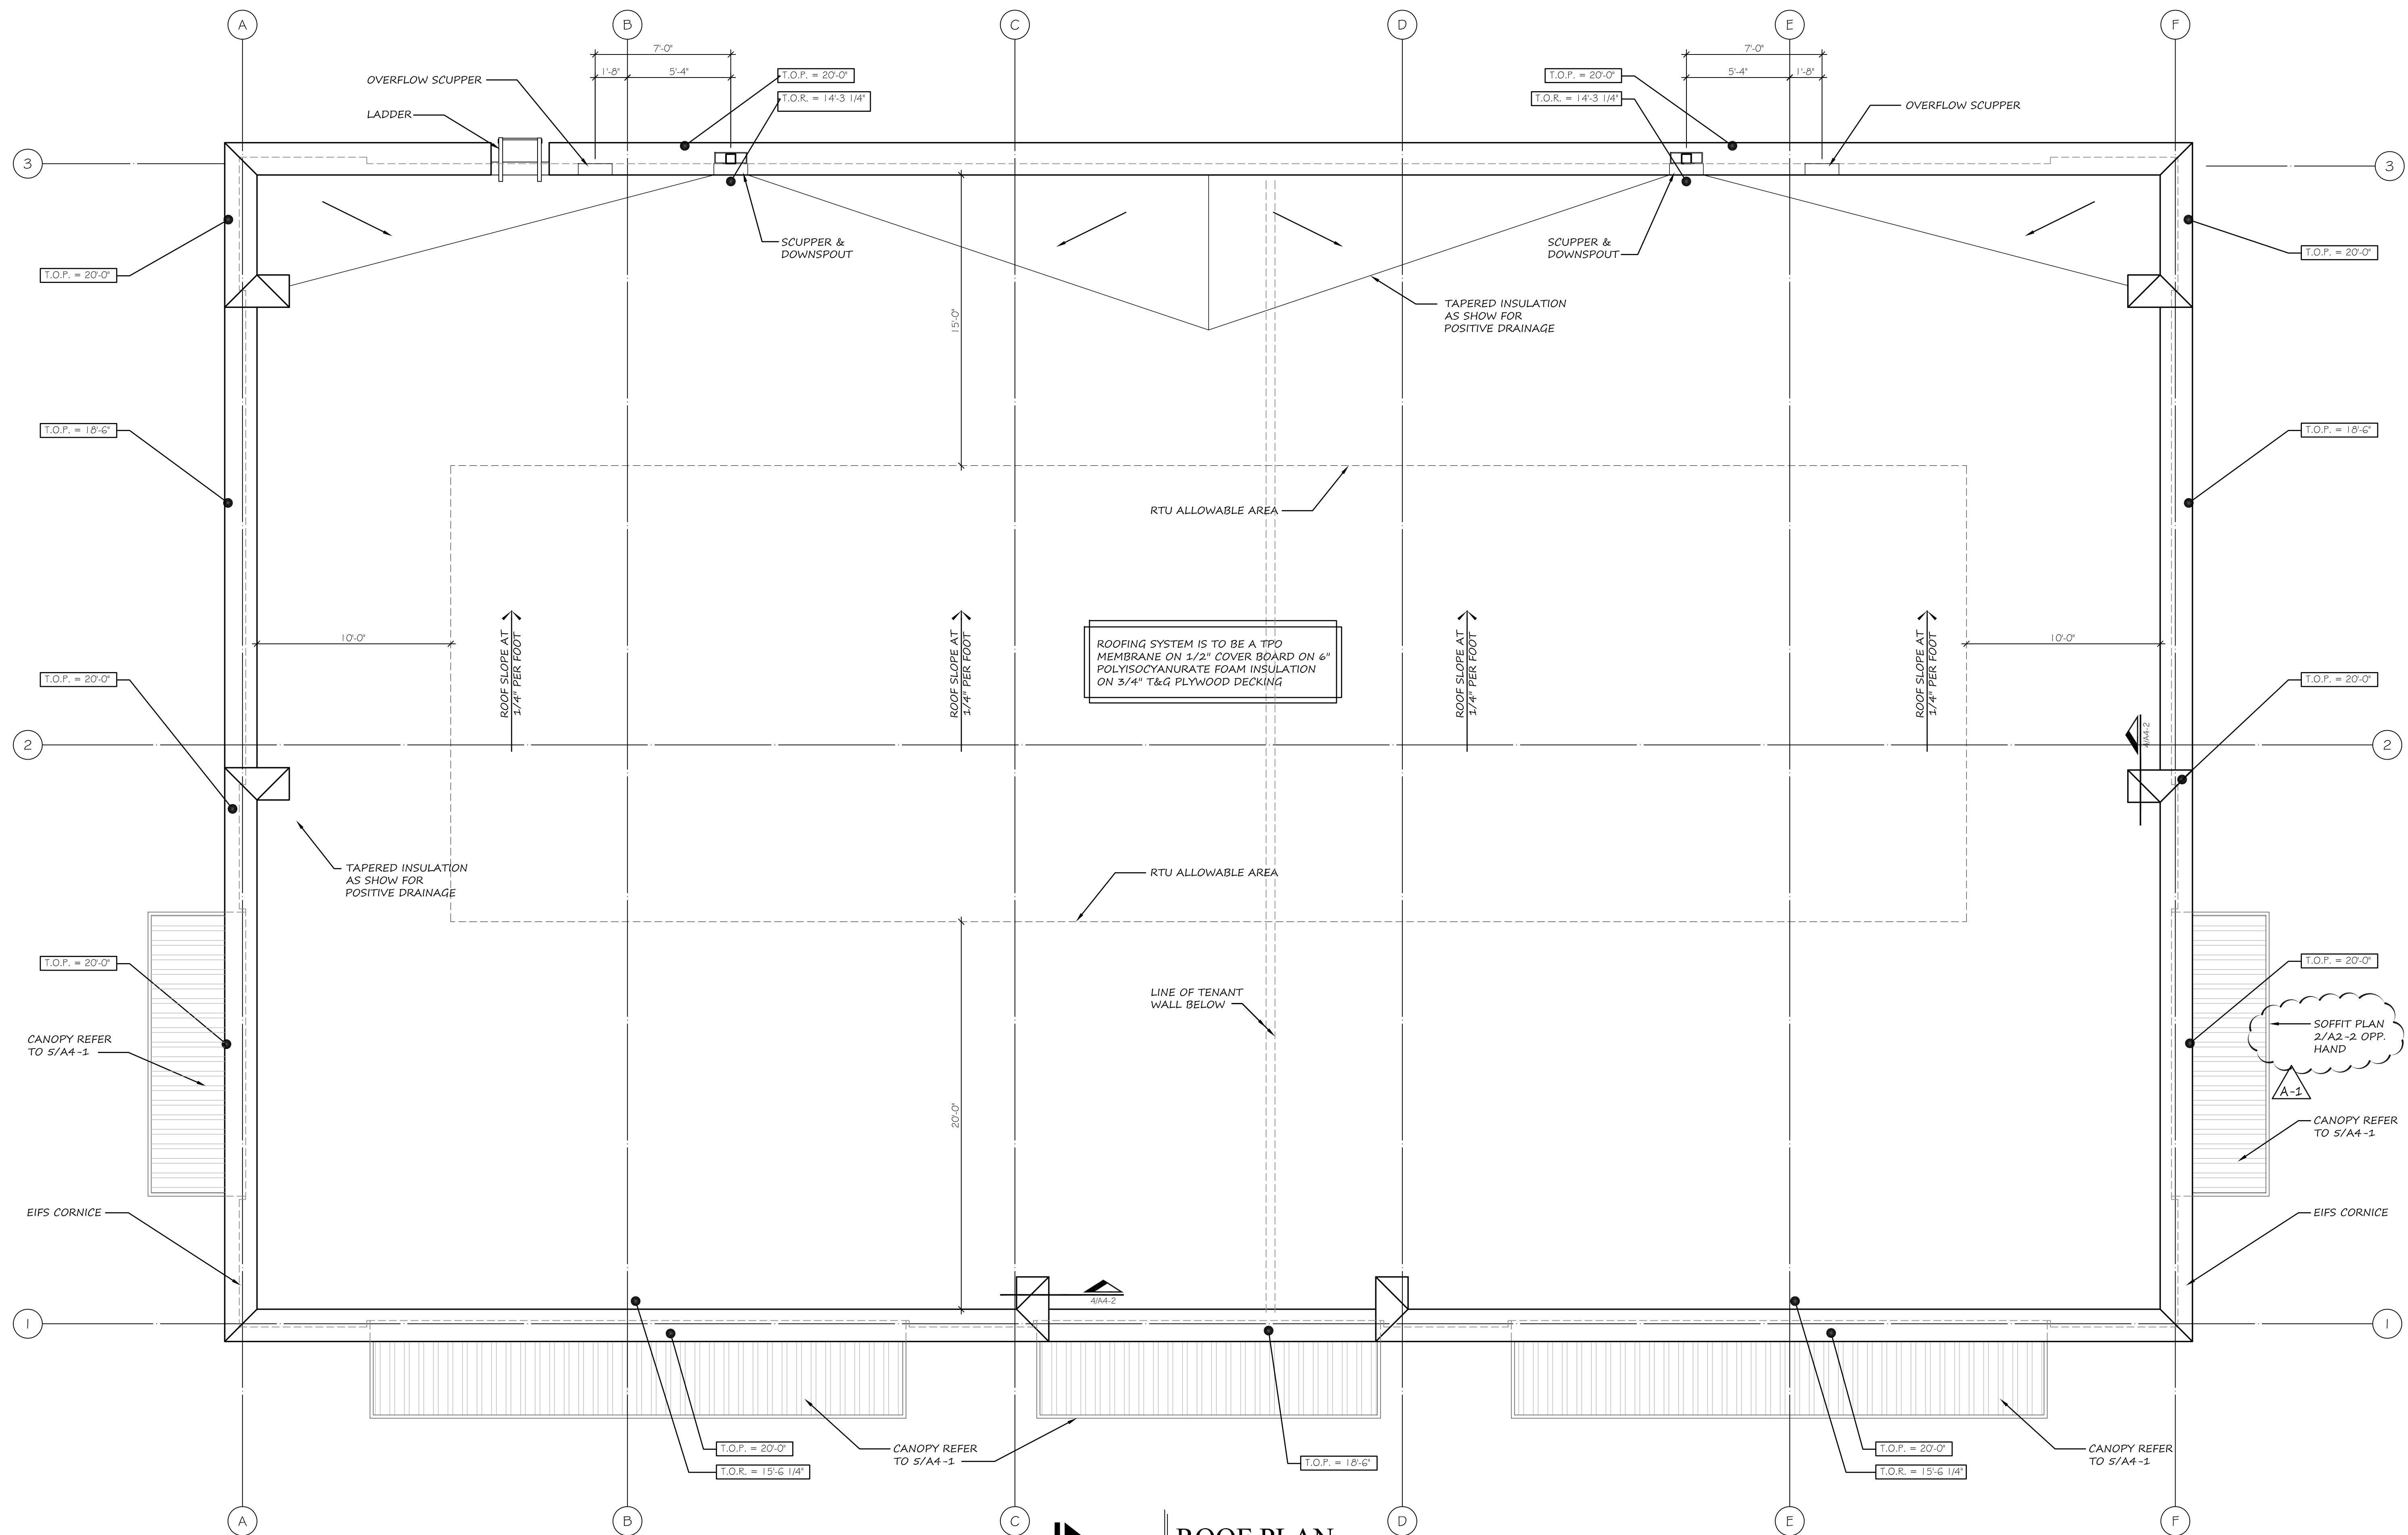 A
B
C
D
E
F
7'-0"
7'-0"
1'-8"
5'-4"
5'-4"
1'-8"
OVERFLOW SCUPPER
T.O.P. = 20'-0"
T.O.P. = 20'-0"
T.O.R. = 14'-3 1/4"
T.O.R. = 14'-3 1/4"
OVERFLOW SCUPPER
LADDER
3
3
SCUPPER &
DOWNSPOUT
SCUPPER &
DOWNSPOUT
T.O.P. = 20'-0"
T.O.P. = 20'-0"
TAPERED INSULATION
AS SHOW FOR
POSITIVE DRAINAGE
15'-0"
T.O.P. = 18'-6"
T.O.P. = 18'-6"
RTU ALLOWABLE AREA
10'-0"
ROOF SLOPE AT
1/4" PER FOOT
ROOF SLOPE AT
1/4" PER FOOT
ROOFING SYSTEM IS TO BE A TPO
MEMBRANE ON 1/2" COVER BOARD ON 6"
POLYISOCYANURATE FOAM INSULATION
ON 3/4" T&G PLYWOOD DECKING
ROOF SLOPE AT
1/4" PER FOOT
ROOF SLOPE AT
1/4" PER FOOT
10'-0"
T.O.P. = 20'-0"
T.O.P. = 20'-0"
4/A4-2
2
2
TAPERED INSULATION
AS SHOW FOR
POSITIVE DRAINAGE
RTU ALLOWABLE AREA
T.O.P. = 20'-0"
T.O.P. = 20'-0"
LINE OF TENANT
WALL BELOW
SOFFIT PLAN
2/A2-2 OPP.
HAND
A-1
CANOPY REFER
TO 5/A4-1
20'-0"
CANOPY REFER
TO 5/A4-1
EIFS CORNICE
EIFS CORNICE
4/A4-2
1
1
T.O.P. = 20'-0"
T.O.R. = 15'-6 1/4"
CANOPY REFER
TO 5/A4-1
T.O.P. = 18'-6"
T.O.P. = 20'-0"
T.O.R. = 15'-6 1/4"
CANOPY REFER
TO 5/A4-1
A
B
C
D
E
F
ROOF PLAN